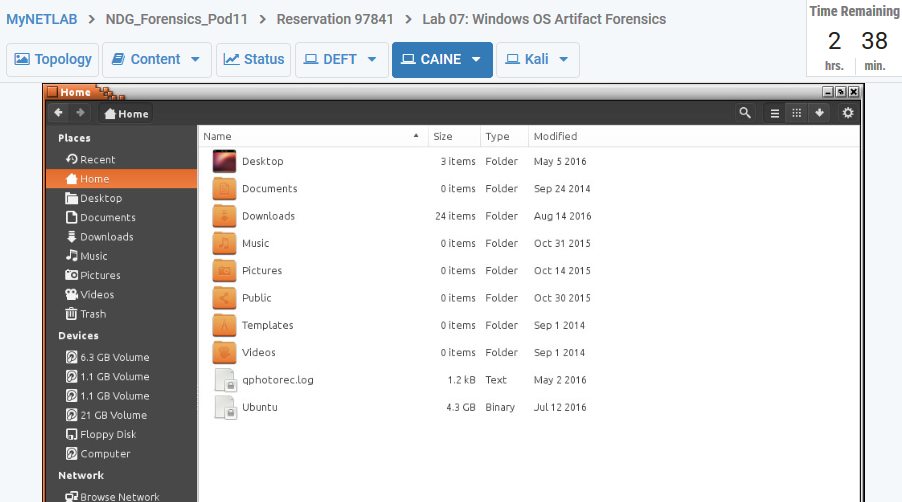 MyNETLAB > NDG_Forensics_Pod11 > Reservation 97841 > Lab 07: Windows OS Artifact Forensics
Time Remaining
2 38
hrs. min.
Topology Content Status DEFT CAINE Kali
Home
Home
Places
Recent
Home
Desktop
Documents
Downloads
Music
Pictures
Videos
Trash
Devices
6.3 GB Volume
1.1 GB Volume
1.1 GB Volume
21 GB Volume
Floppy Disk
Computer
Network
Browse Network
Name Size Type Modified
Desktop 3 items Folder May 5 2016
Documents 0 items Folder Sep 24 2014
Downloads 24 items Folder Aug 14 2016
Music 0 items Folder Oct 31 2015
Pictures 0 items Folder Oct 14 2015
Public 0 items Folder Oct 30 2015
Templates 0 items Folder Sep 1 2014
Videos 0 items Folder Sep 1 2014
qphotorec.log 1.2 kB Text May 2 2016
Ubuntu 4.3 GB Binary Jul 12 2016